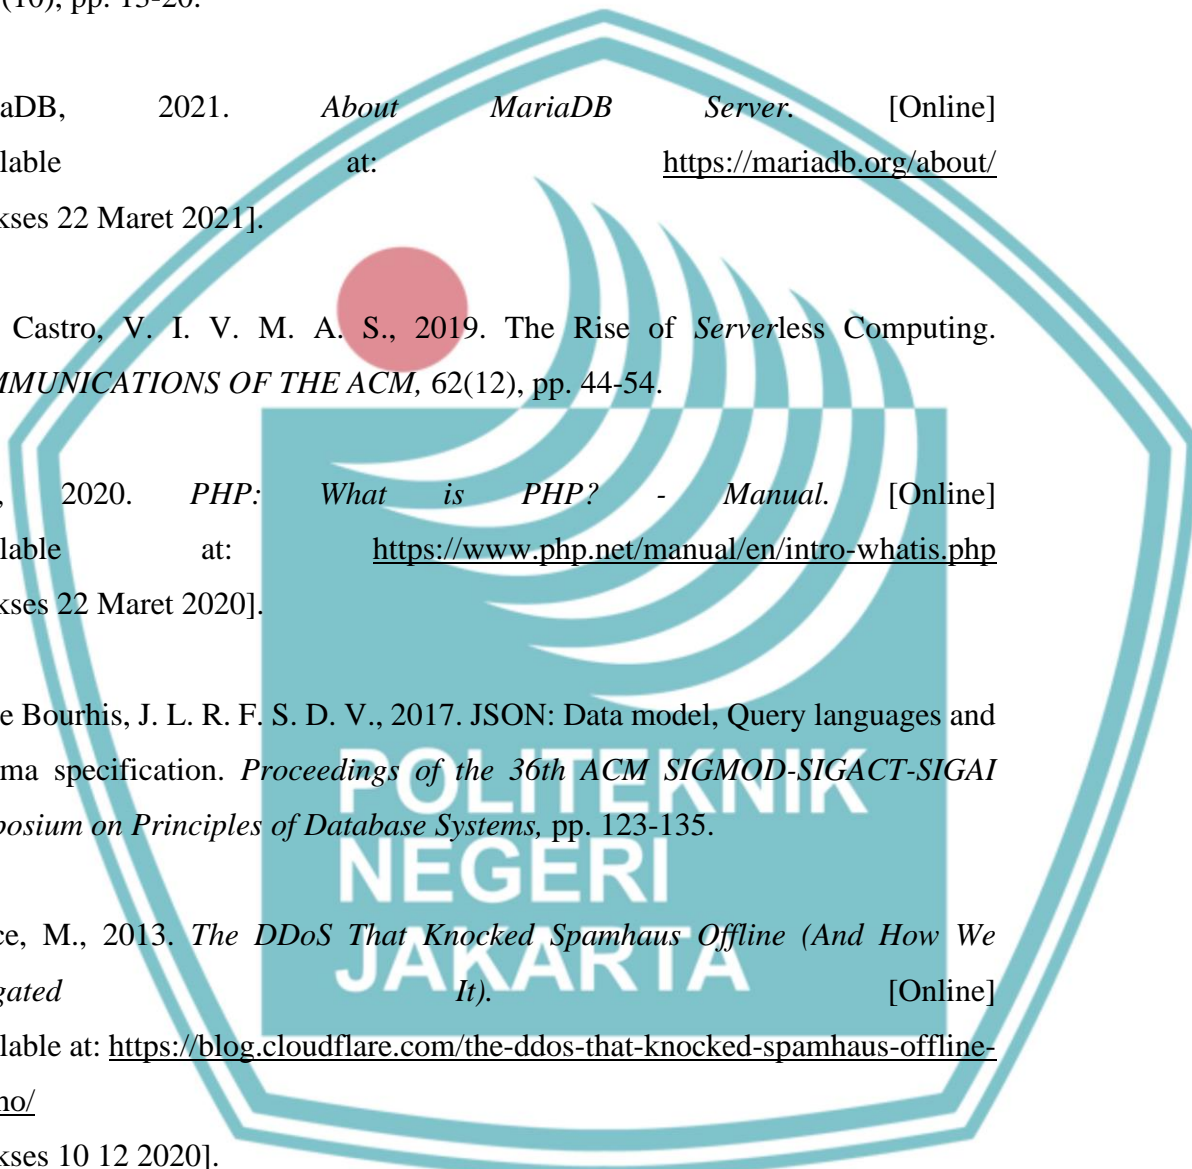 (10), pp. 13-20.
aDB, 2021. About MariaDB Server. [Online]
lable at: https://mariadb.org/about/
kses 22 Maret 2021].
Castro, V. I. V. M. A. S., 2019. The Rise of Serverless Computing.
MMUNICATIONS OF THE ACM, 62(12), pp. 44-54.
, 2020. PHP: What is PHP? - Manual. [Online]
lable at: https://www.php.net/manual/en/intro-whatis.php
kses 22 Maret 2020].
e Bourhis, J. L. R. F. S. D. V., 2017. JSON: Data model, Query languages and
ma specification. Proceedings of the 36th ACM SIGMOD-SIGACT-SIGAI
posium on Principles of Database Systems, pp. 123-135.
ce, M., 2013. The DDoS That Knocked Spamhaus Offline (And How We
gated It). [Online]
lable at: https://blog.cloudflare.com/the-ddos-that-knocked-spamhaus-offline-
no/
kses 10 12 2020].
POLITEKNIK
NEGERI
JAKARTA